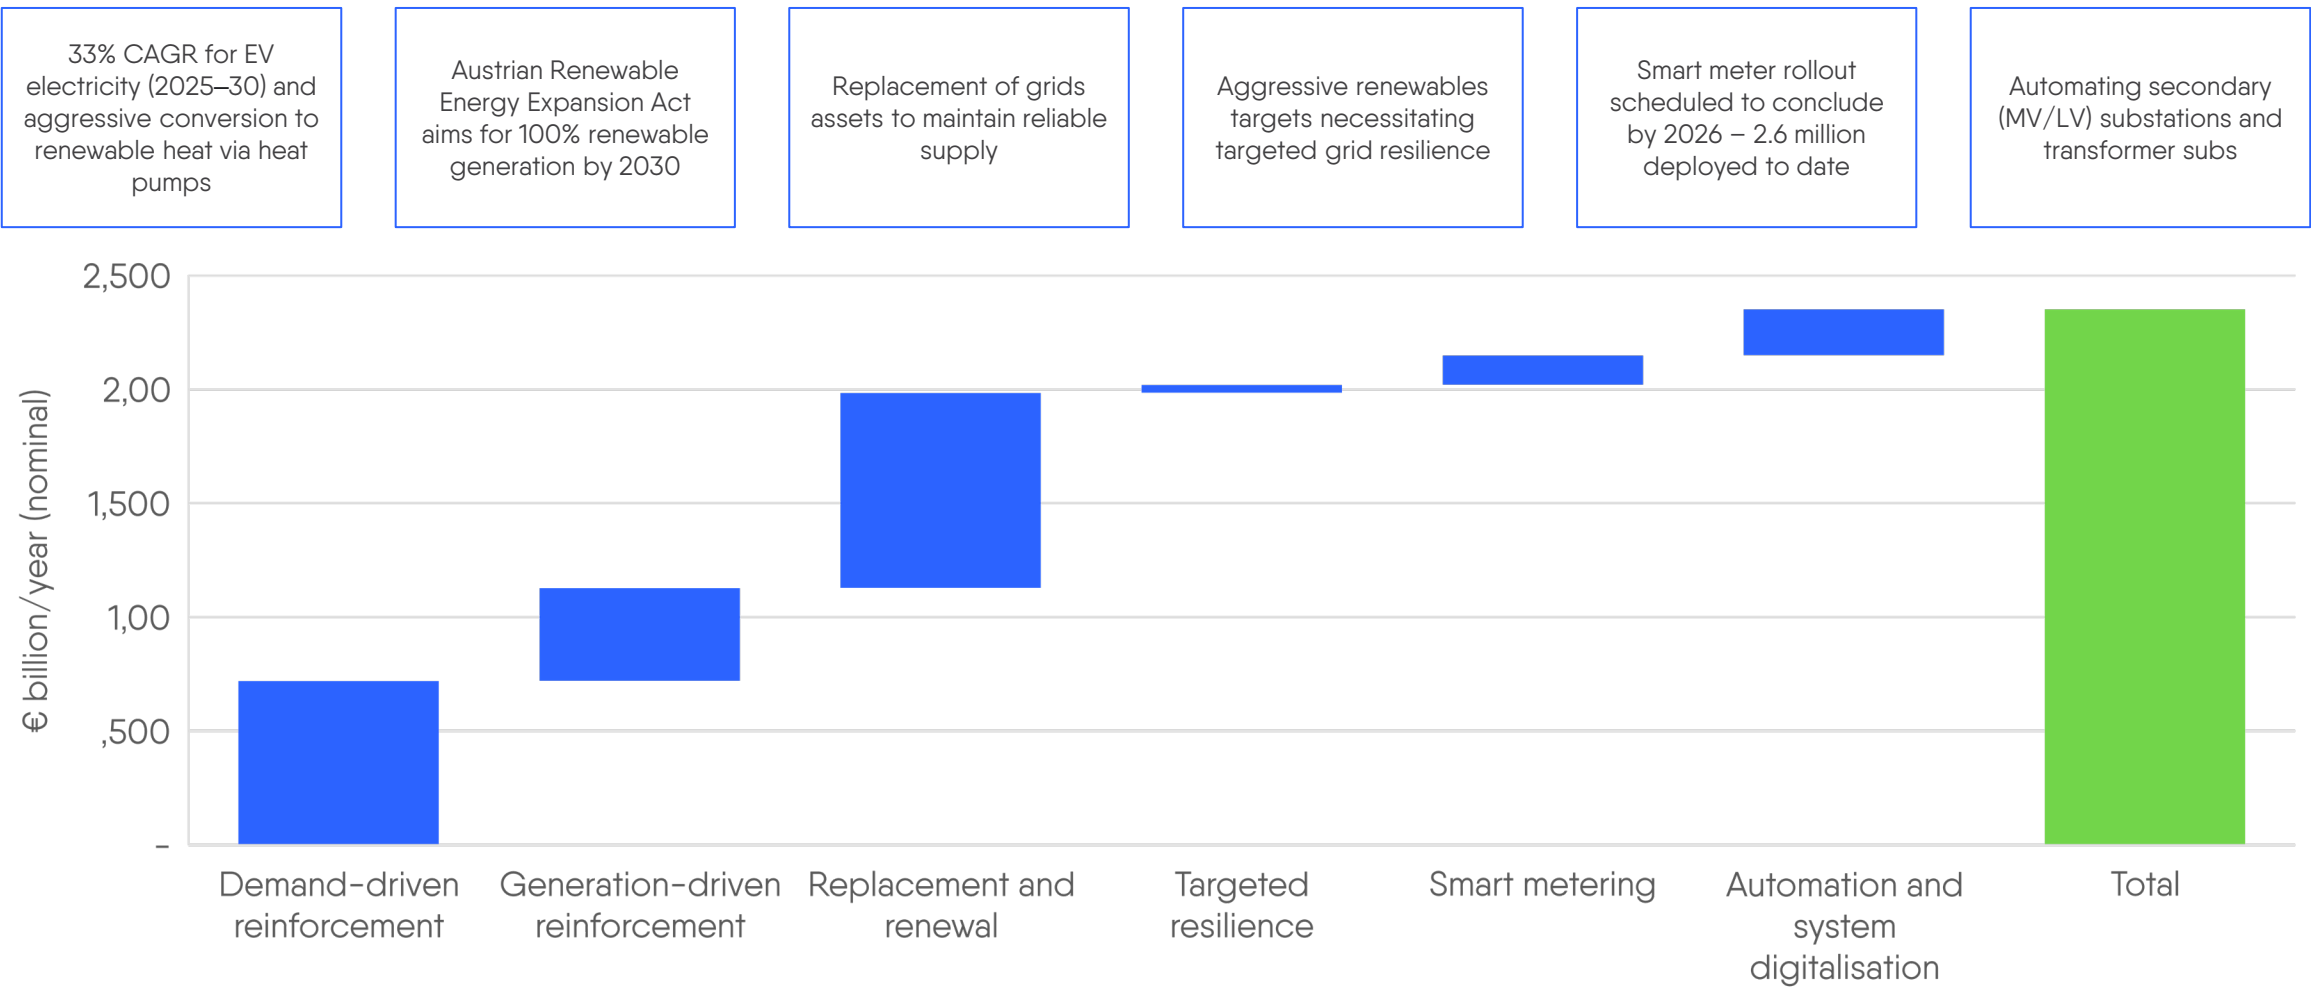 33% CAGR for EV
electricity (2025–30) and
aggressive conversion to
renewable heat via heat
pumps
Austrian Renewable
Energy Expansion Act
aims for 100% renewable
generation by 2030
Replacement of grids
assets to maintain reliable
supply
Aggressive renewables
targets necessitating
targeted grid resilience
Smart meter rollout
scheduled to conclude
by 2026 – 2.6 million
deployed to date
Automating secondary
(MV/LV) substations and
transformer subs
€ billion/year (nominal)
2,500
2,00
1,500
1,00
,500
–
Demand-driven
reinforcement
Generation-driven
reinforcement
Replacement and
renewal
Targeted
resilience
Smart metering
Automation and
system
digitalisation
Total